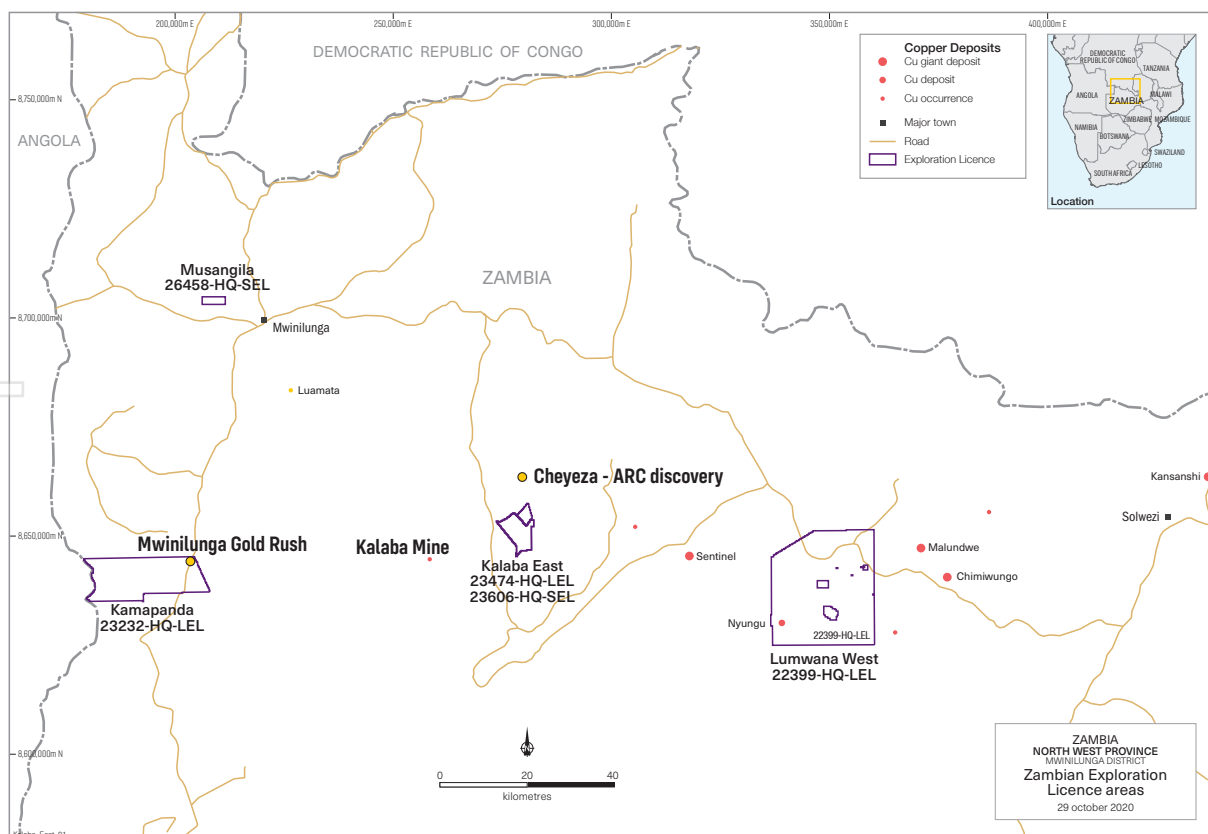 200,000m E
250,000m E
300,000m E
350,000m E
400,000m E
DEMOCRATIC REPUBLIC OF CONGO
8,750,000m N
ANGOLA
Copper Deposits
Cu giant deposit
Cu deposit
Cu occurrence
Major town
Road
Exploration Licence
DEMOCRATIC
REPUBLIC OF CONGO
TANZANIA
ANGOLA
MALAWI
ZAMBIA
ZIMBABWE
MOZAMBIQUE
NAMIBIA
BOTSWANA
SWAZILAND
LESOTHO
SOUTH AFRICA
Location
Musangila
26458-HQ-SEL
ZAMBIA
8,700,000m N
Mwinilunga
Luamata
Cheyeza - ARC discovery
Kansanshi
Solwezi
8,650,000m N
Mwinilunga Gold Rush
Kalaba Mine
Kalaba East
23474-HQ-LEL
23606-HQ-SEL
Sentinel
Malundwe
Chimiwungo
Kamapanda
23232-HQ-LEL
Nyungu
22399-HQ-LEL
Lumwana West
22399-HQ-LEL
8,600,000m N
N
0 20 40
kilometres
ZAMBIA
NORTH WEST PROVINCE
MWINILUNGA DISTRICT
Zambian Exploration
Licence areas
29 october 2020